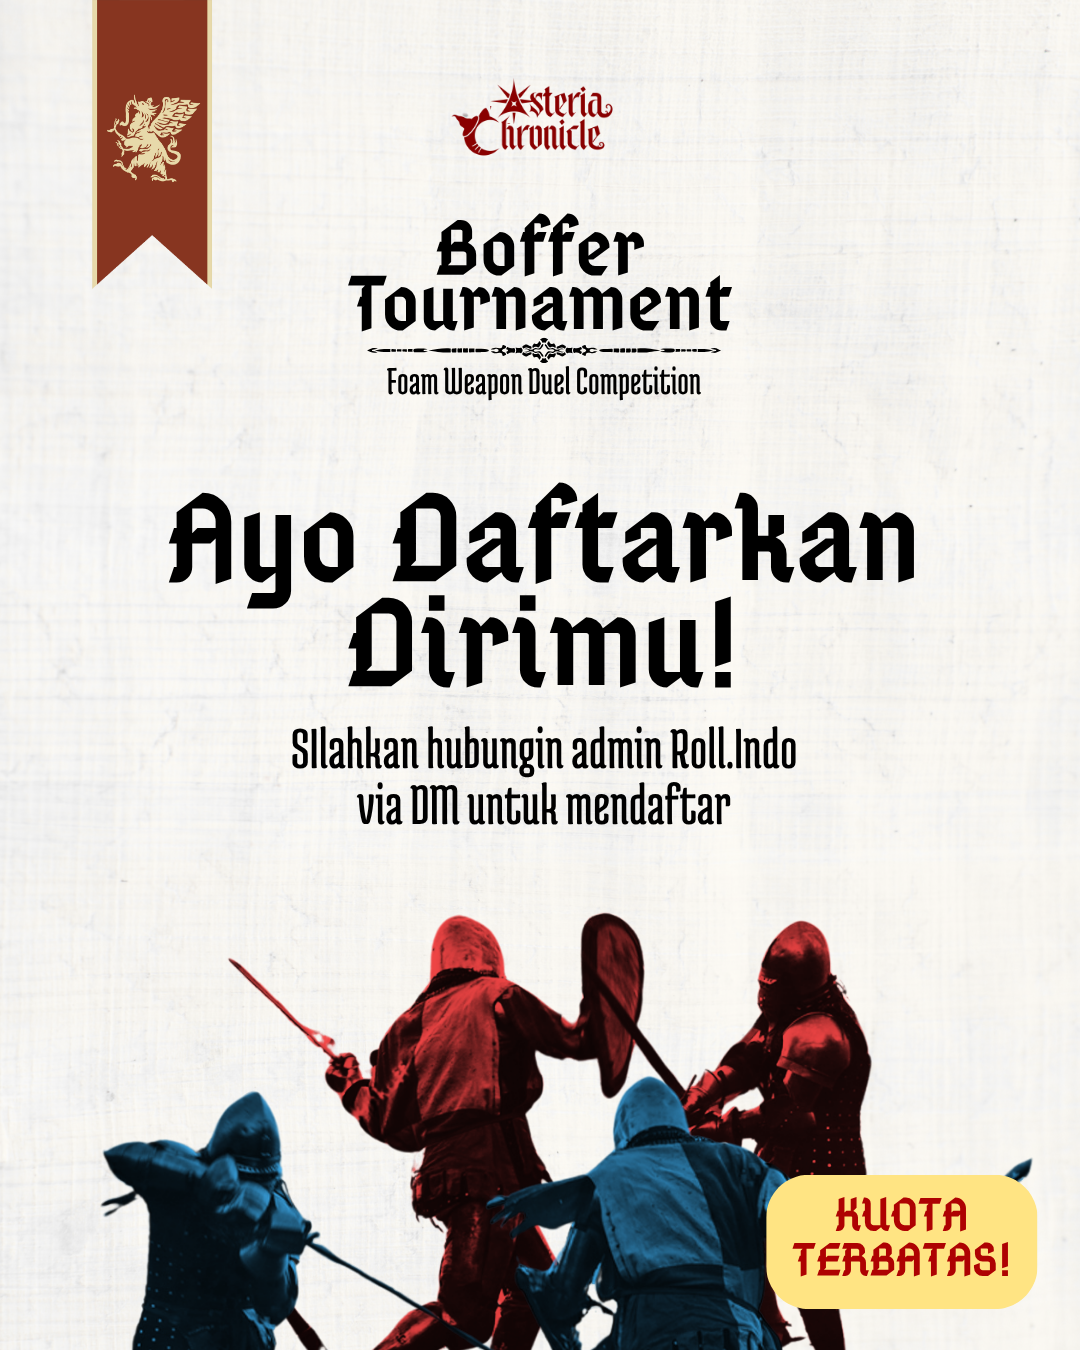 Asteria
Chronicle
Boffer
Tournament
Foam Weapon Duel Competition
Ayo Daftarkan
Dirimu!
SIlahkan hubungin admin Roll.Indo
via DM untuk mendaftar
KUOTA
TERBATAS!